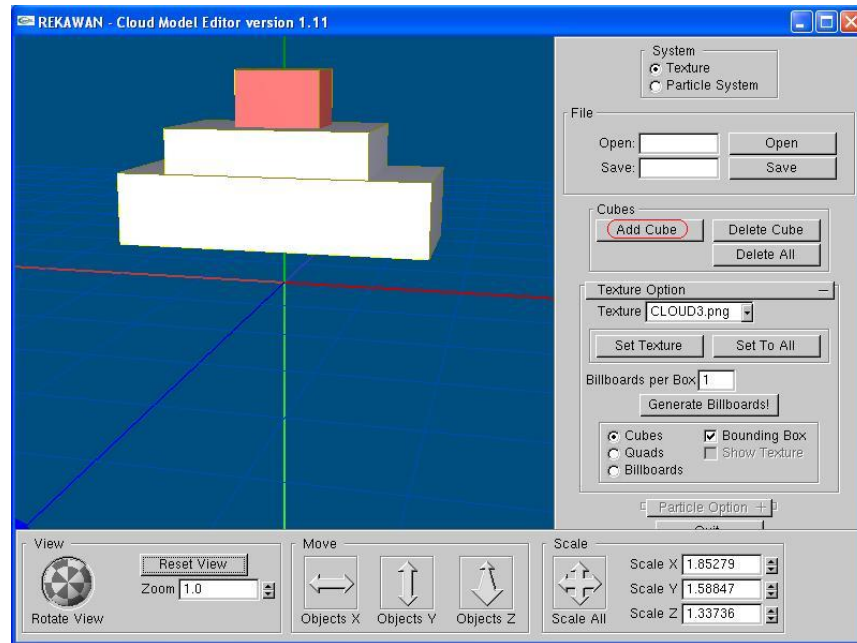 REKAWAN - Cloud Model Editor version 1.11
System
Texture
Particle System
File
Open: Open
Save: Save
Cubes
Add Cube Delete Cube
Delete All
Texture Option
Texture CLOUD3.png
Set Texture Set To All
Billboards per Box 1
Generate Billboards!
Cubes Bounding Box
Quads Show Texture
Billboards
Particle Option +
Quit
View
Reset View
Zoom 1.0
Rotate View
Move
Objects X Objects Y Objects Z
Scale
Scale All
Scale X 1.85279
Scale Y 1.58847
Scale Z 1.33736